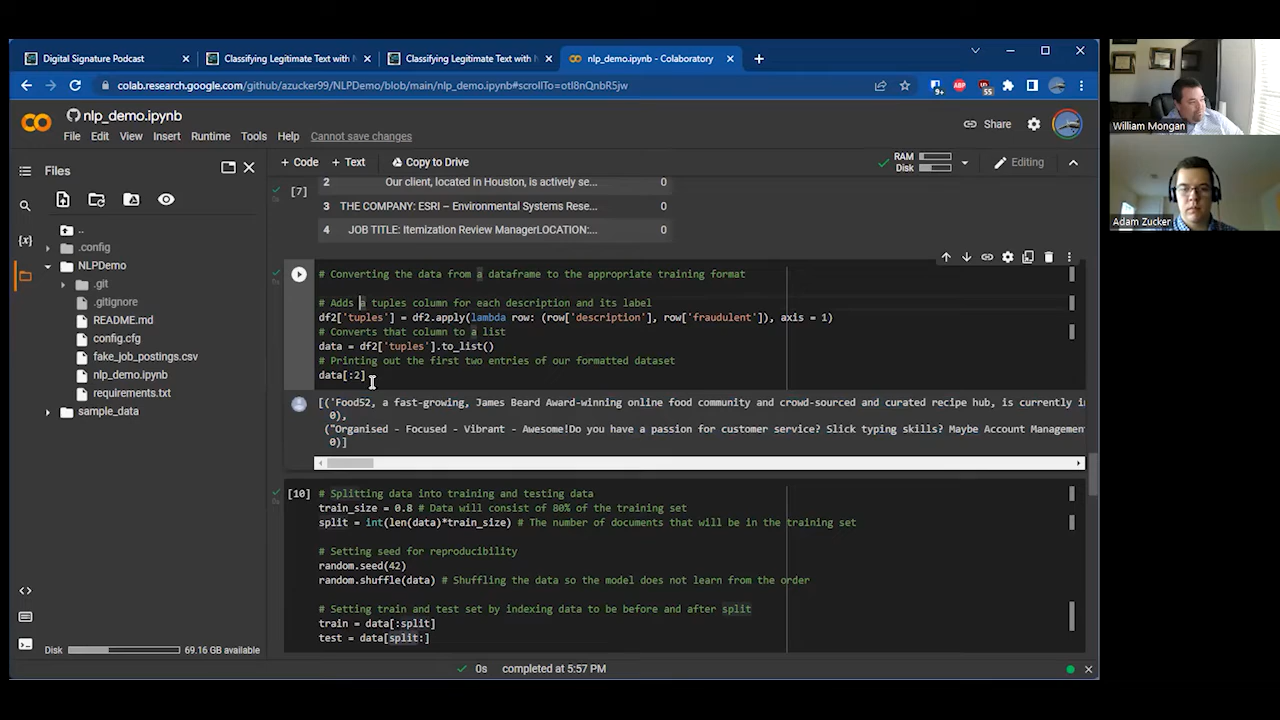 Digital Signature Podcast
Classifying Legitimate Text with
Classifying Legitimate Text with
nlp_demo.ipynb - Colaboratory
colab.research.google.com/github/azucker99/NLPDemo/blob/main/nlp_demo.ipynb#scrollTo=otI8nQnbR5jw
nlp_demo.ipynb
File Edit View Insert Runtime Tools Help Cannot save changes
Share
Files
+ Code + Text Copy to Drive
RAM
Disk
Editing
..
.config
NLPDemo
.git
.gitignore
README.md
config.cfg
fake_job_postings.csv
nlp_demo.ipynb
requirements.txt
sample_data
Disk 69.16 GB available
[7]
2 Our client, located in Houston, is actively se... 0
3 THE COMPANY: ESRI – Environmental Systems Rese... 0
4 JOB TITLE: Itemization Review ManagerLOCATION:... 0
# Converting the data from a dataframe to the appropriate training format
# Adds a tuples column for each description and its label
df2['tuples'] = df2.apply(lambda row: (row['description'], row['fraudulent']), axis = 1)
# Converts that column to a list
data = df2['tuples'].to_list()
# Printing out the first two entries of our formatted dataset
data[:2]
[('Food52, a fast-growing, James Beard Award-winning online food community and crowd-sourced and curated recipe hub, is currently i
0),
("Organised - Focused - Vibrant - Awesome!Do you have a passion for customer service? Slick typing skills? Maybe Account Management
0)]
[10] # Splitting data into training and testing data
train_size = 0.8 # Data will consist of 80% of the training set
split = int(len(data)*train_size) # The number of documents that will be in the training set
# Setting seed for reproducibility
random.seed(42)
random.shuffle(data) # Shuffling the data so the model does not learn from the order
# Setting train and test set by indexing data to be before and after split
train = data[:split]
test = data[split:]
0s completed at 5:57 PM
William Mongan
Adam Zucker